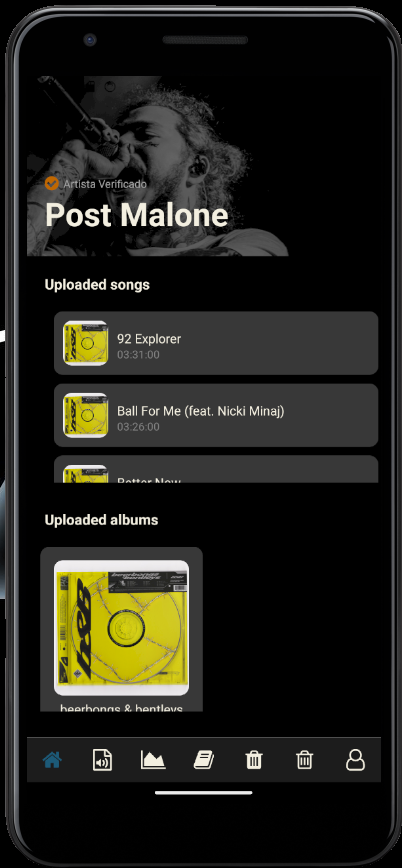 Artista Verificado
Post Malone
Uploaded songs
92 Explorer
03:31:00
Ball For Me (feat. Nicki Minaj)
03:26:00
Better Now
Uploaded albums
beerbongs & bentleys